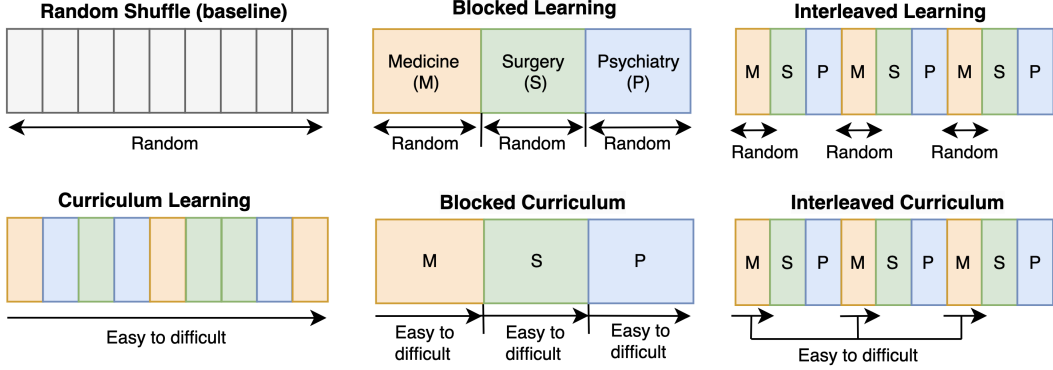 Random Shuffle (baseline)
Random
Blocked Learning
Medicine
(M)
Surgery
(S)
Psychiatry
(P)
Random
Random
Random
Interleaved Learning
M S P M S P M S P
Random
Random
Random
Curriculum Learning
Easy to difficult
Blocked Curriculum
M S P
Easy to
difficult
Easy to
difficult
Easy to
difficult
Interleaved Curriculum
M S P M S P M S P
Easy to difficult